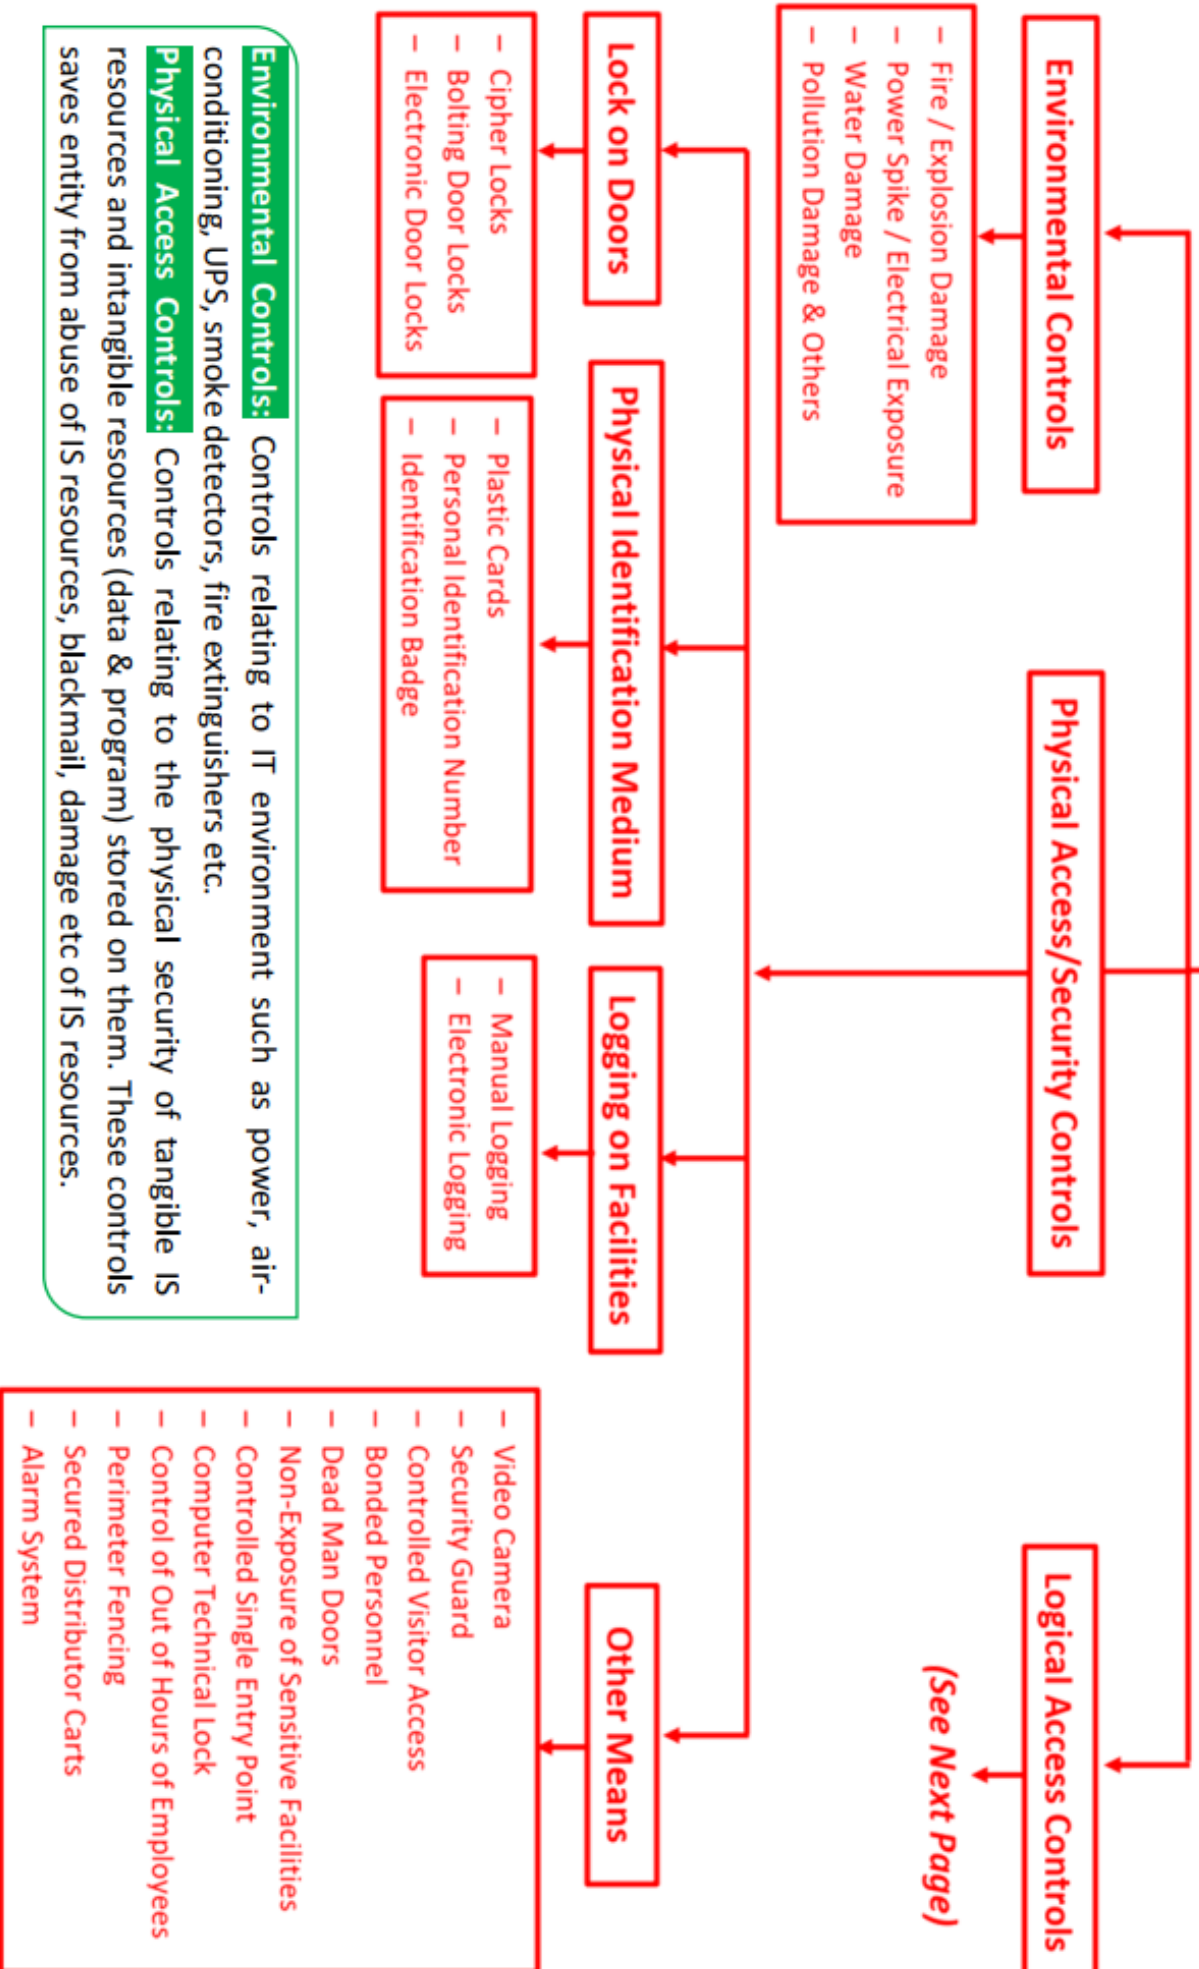 Environmental Controls
Physical Access/Security Controls
Logical Access Controls
– Fire / Explosion Damage
– Power Spike / Electrical Exposure
– Water Damage
– Pollution Damage & Others
(See Next Page)
Lock on Doors
Physical Identification Medium
Logging on Facilities
Other Means
– Cipher Locks
– Bolting Door Locks
– Electronic Door Locks
– Plastic Cards
– Personal Identification Number
– Identification Badge
– Manual Logging
– Electronic Logging
– Video Camera
– Security Guard
– Controlled Visitor Access
– Bonded Personnel
– Dead Man Doors
– Non-Exposure of Sensitive Facilities
– Controlled Single Entry Point
– Computer Technical Lock
– Control of Out of Hours of Employees
– Perimeter Fencing
– Secured Distributor Carts
– Alarm System
Environmental Controls: Controls relating to IT environment such as power, air-
conditioning, UPS, smoke detectors, fire extinguishers etc.
Physical Access Controls: Controls relating to the physical security of tangible IS
resources and intangible resources (data & program) stored on them. These controls
saves entity from abuse of IS resources, blackmail, damage etc of IS resources.